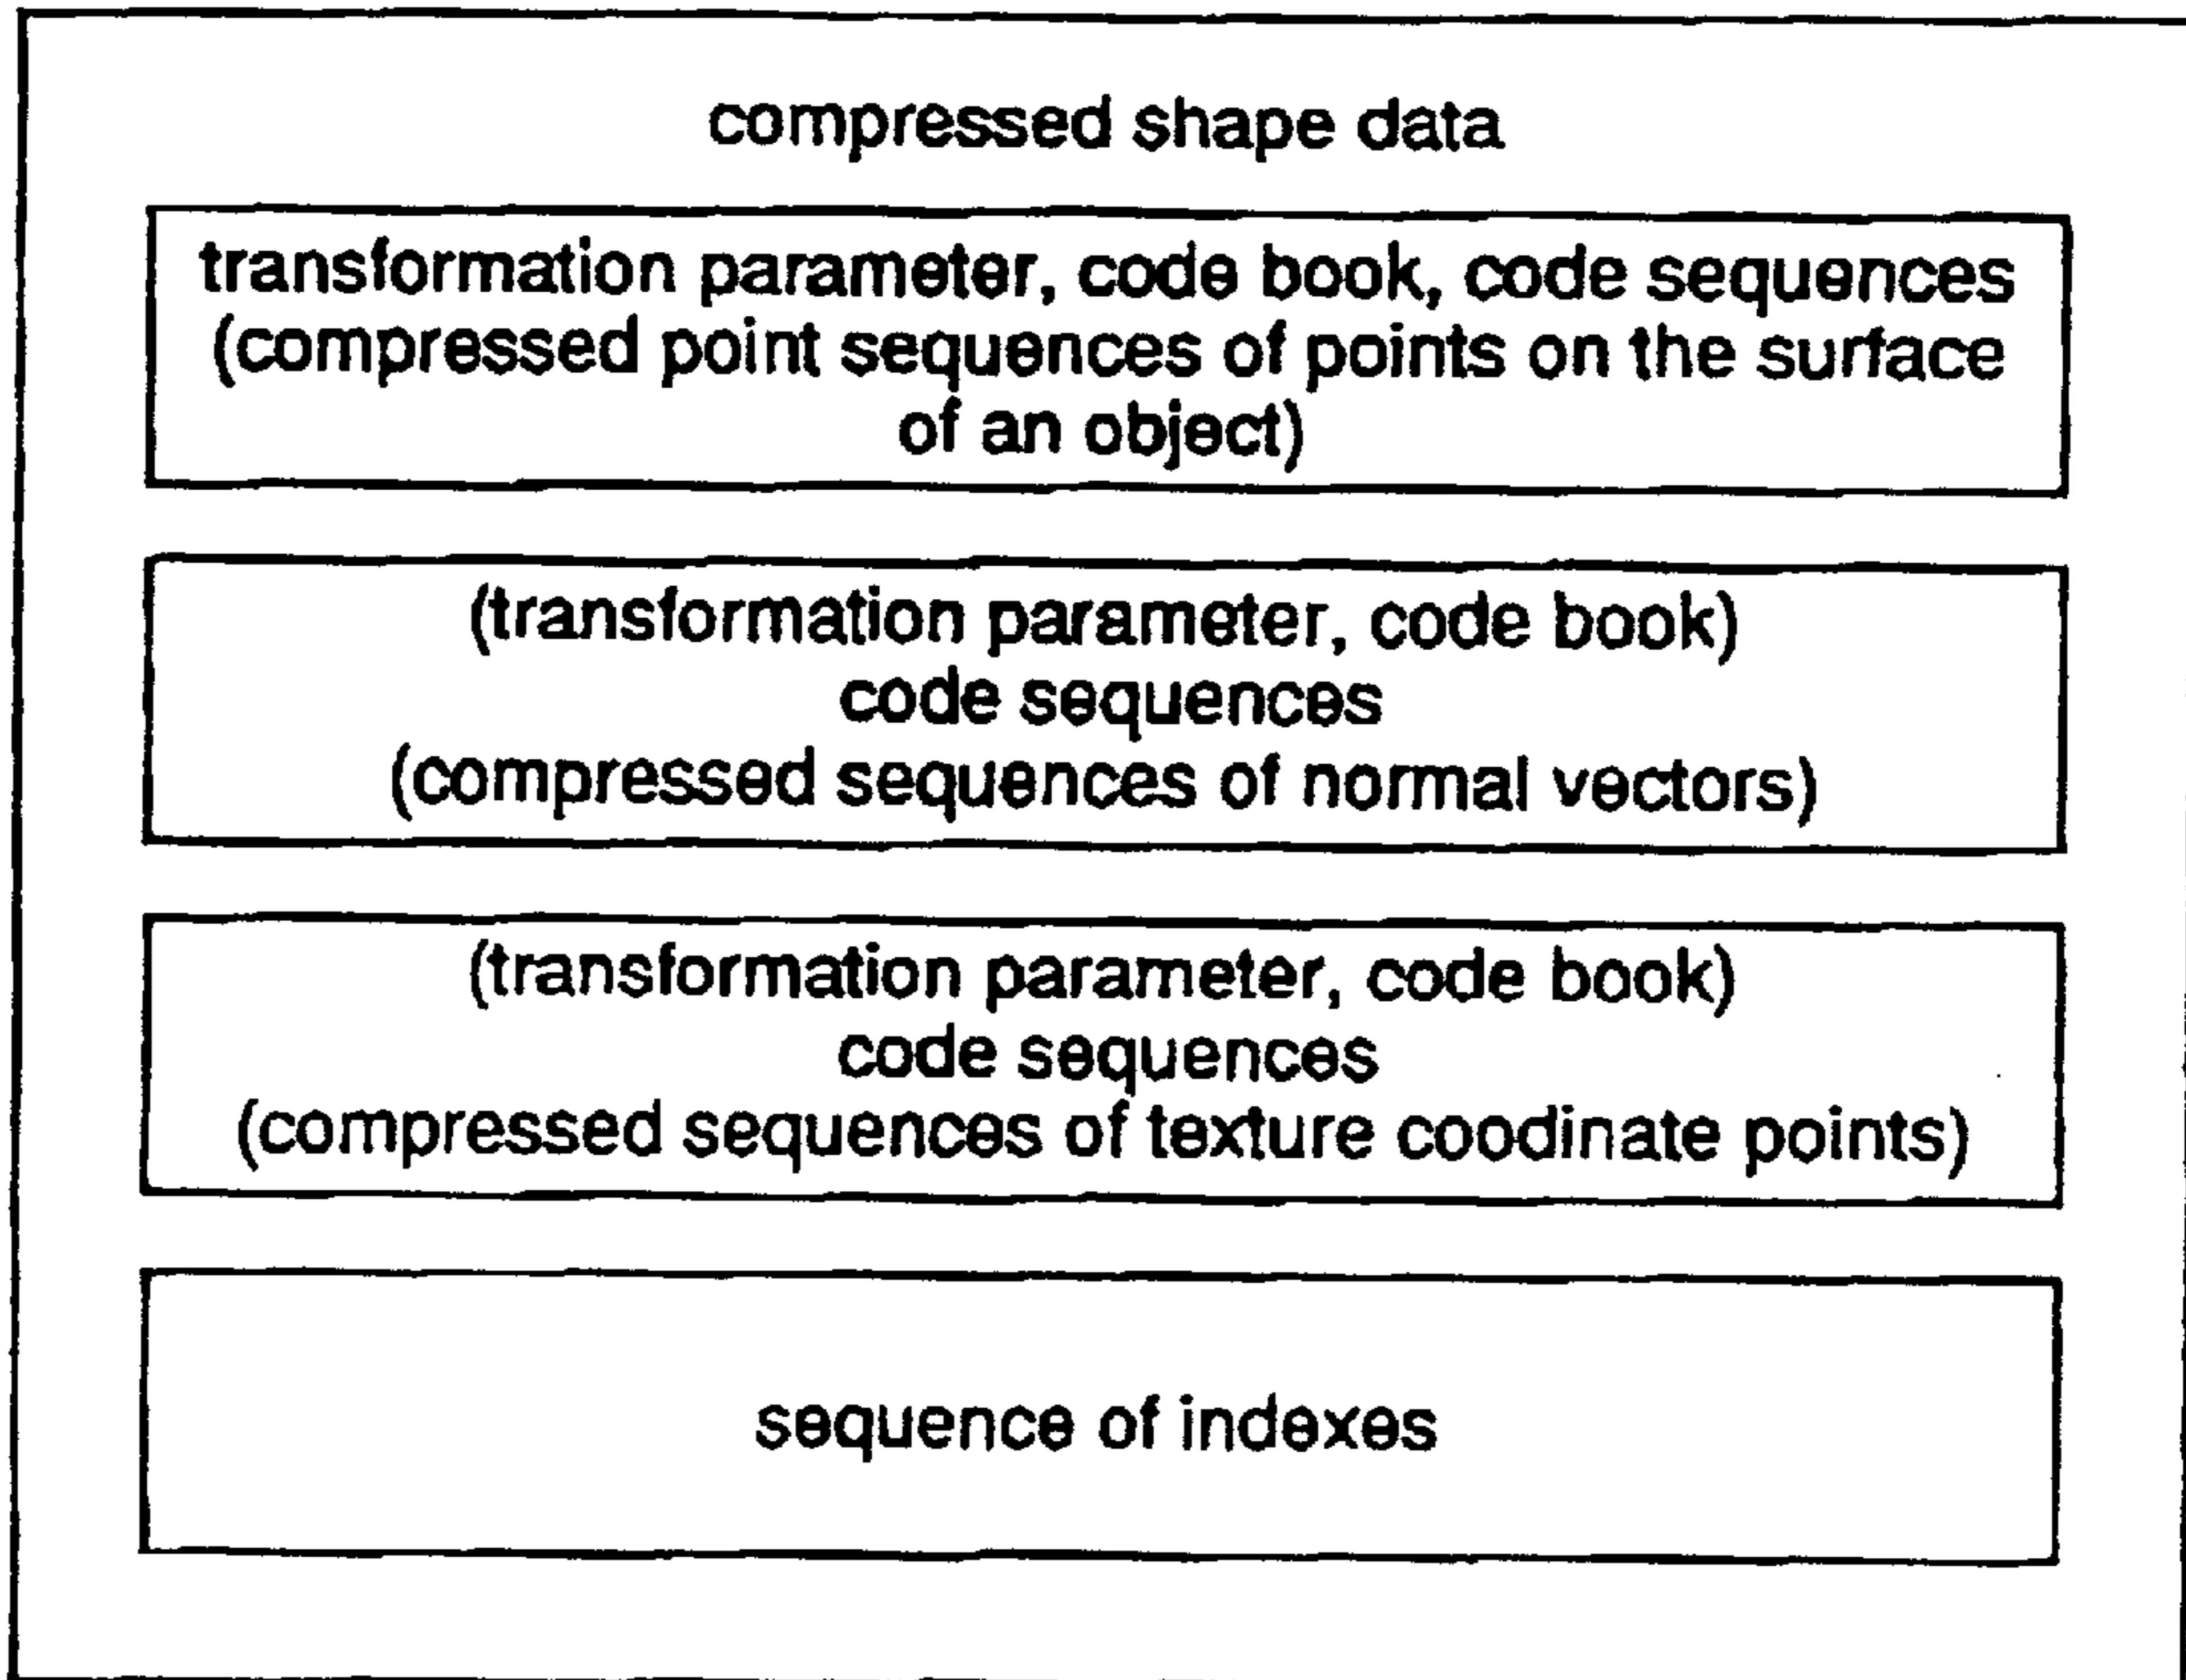 compressed shape data
transformation parameter, code book, code sequences
(compressed point sequences of points on the surface
of an object)
(transformation parameter, code book)
code sequences
(compressed sequences of normal vectors)
(transformation parameter, code book)
code sequences
(compressed sequences of texture coodinate points)
sequence of indexes